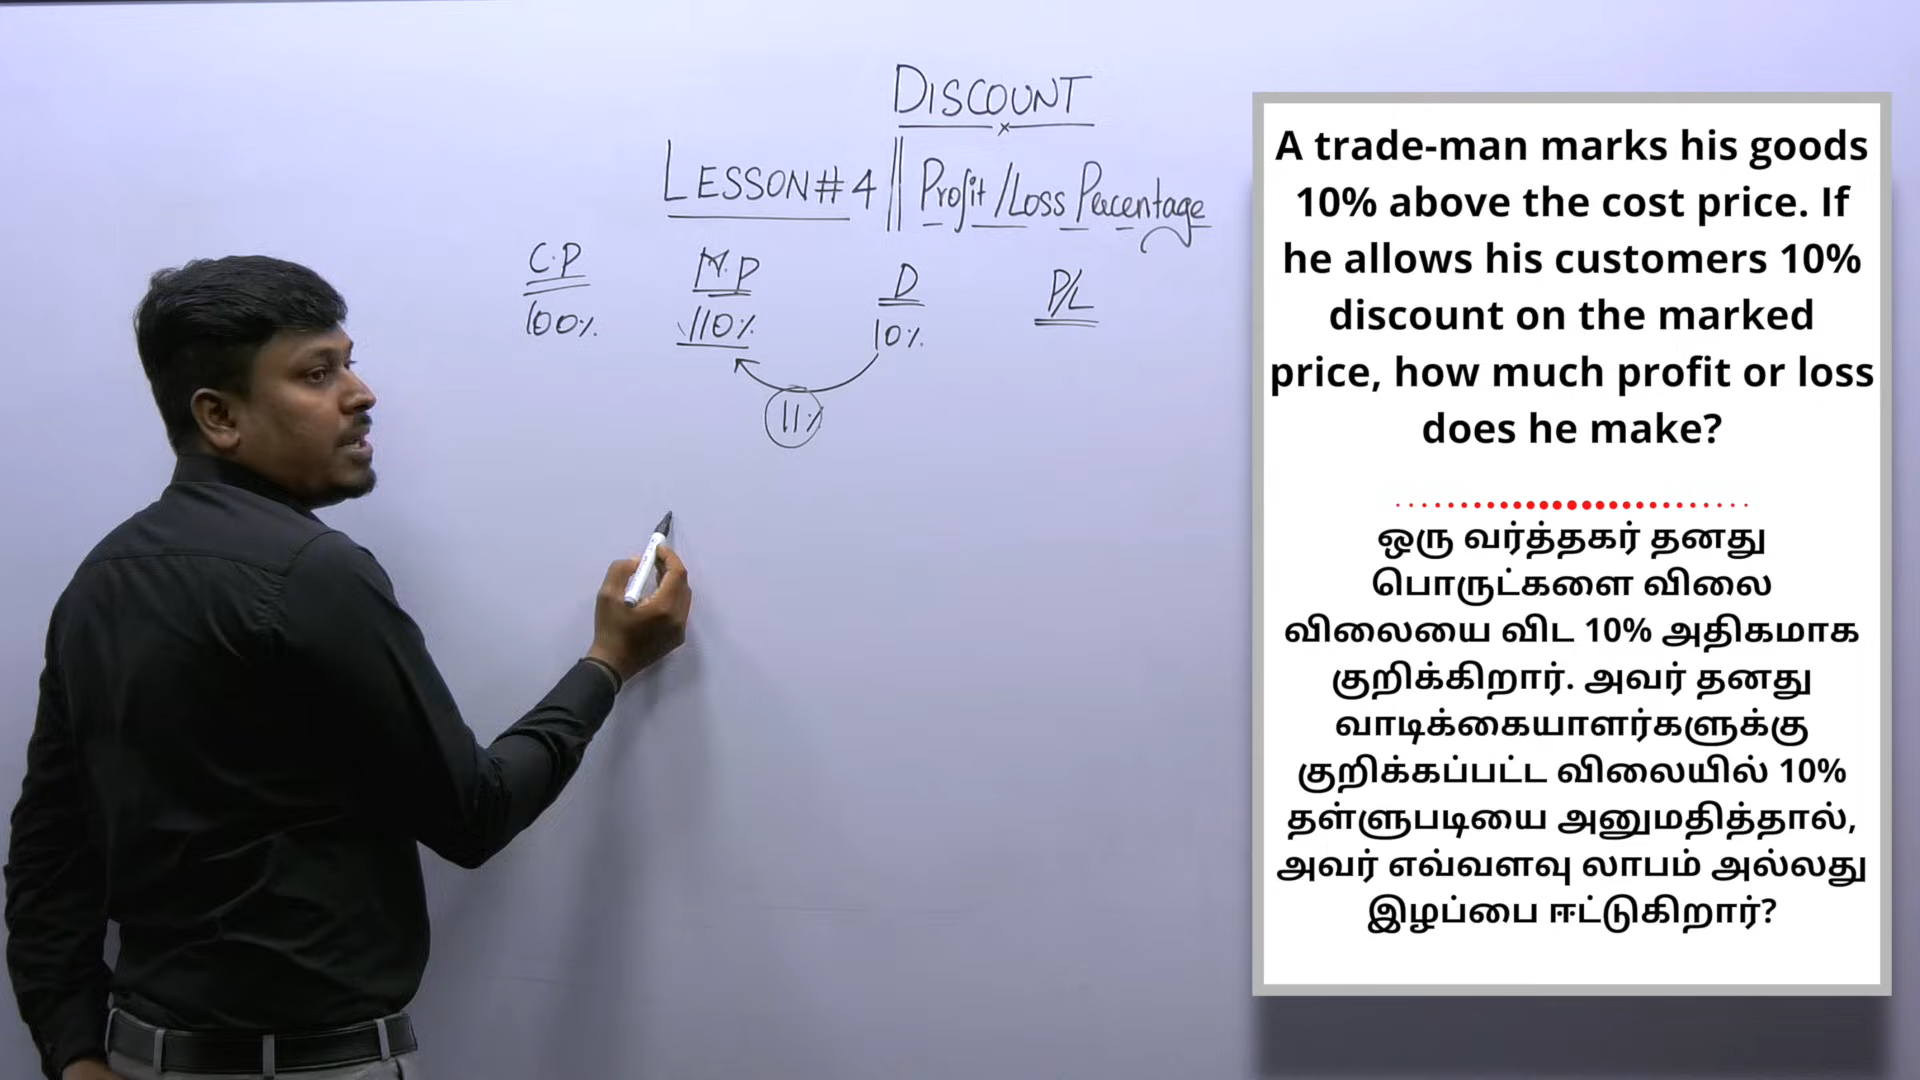 DISCOUNT
LESSON#4 || Profit/Loss Percentage
C.P M.P D P/L
100% 110% 10%
11%
A trade-man marks his goods
10% above the cost price. If
he allows his customers 10%
discount on the marked
price, how much profit or loss
does he make?
ஒரு வர்த்தகர் தனது
பொருட்களை விலை
விலையை விட 10% அதிகமாக
குறிக்கிறார். அவர் தனது
வாடிக்கையாளர்களுக்கு
குறிக்கப்பட்ட விலையில் 10%
தள்ளுபடியை அனுமதித்தால்,
அவர் எவ்வளவு லாபம் அல்லது
இழப்பை ஈட்டுகிறார்?